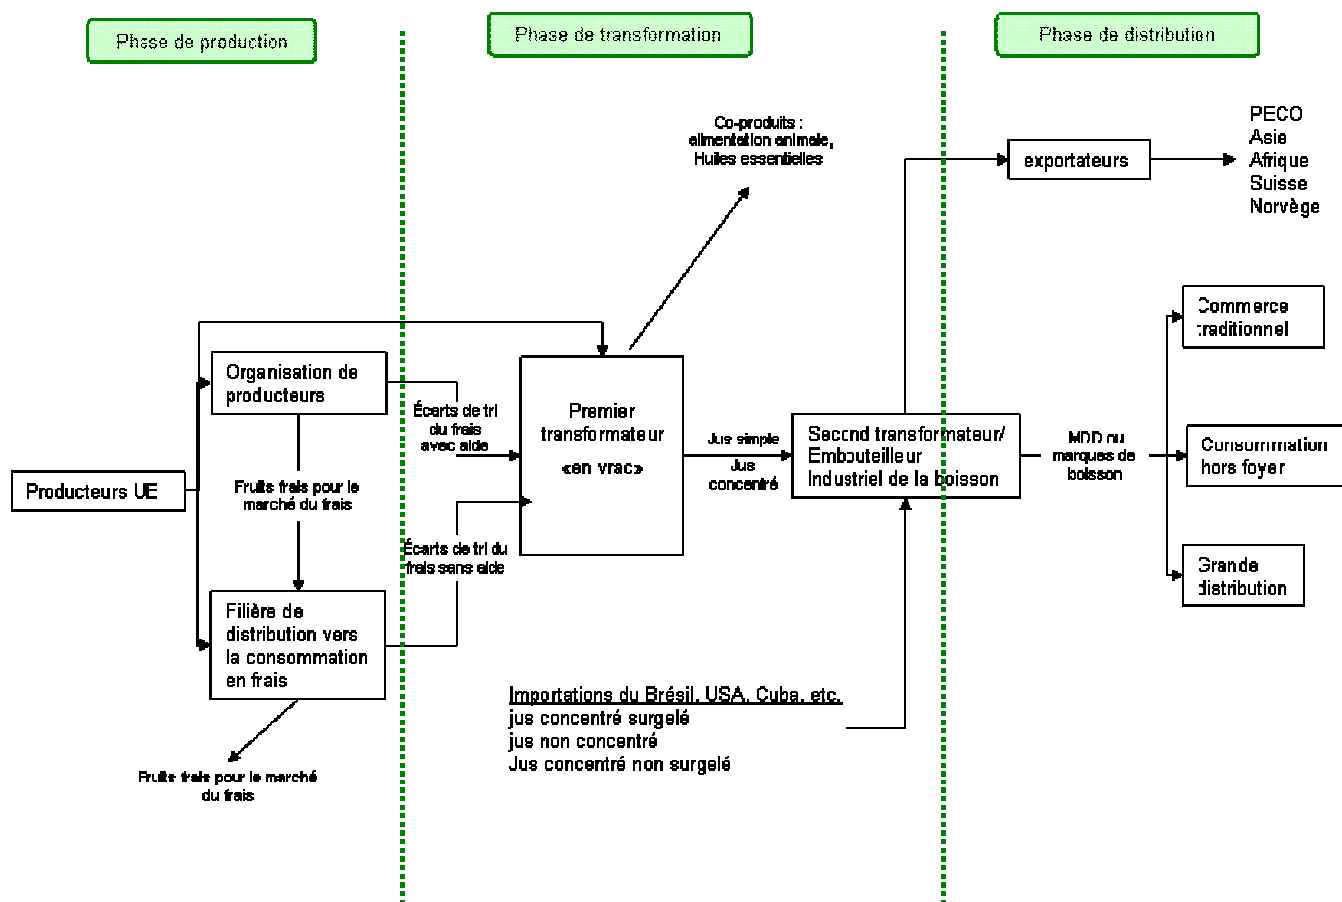 Phase de production
Phase de transformation
Phase de distribution
Co-produits :
alimentation animale,
Huiles essentielles
exportateurs
PECO
Asie
Afrique
Suisse
Norvège
Commerce
traditionnel
Organisation de
producteurs
Écarts de tri
du frais
avec aide
Premier
transformateur
«en vrac»
Jus simple
Jus
concentré
Second transformateur/
Embouteilleur
Industriel de la boisson
MDD ou
marques de
boisson
Consommation
hors foyer
Producteurs UE
Fruits frais pour le
marché du frais
Écarts de tri du
frais sans aide
Grande
distribution
Filière de
distribution vers
la consommation
en frais
Fruits frais pour le marché
du frais
Importations du Brésil, USA, Cuba, etc.
jus concentré surgelé
jus non concentré
Jus concentré non surgelé